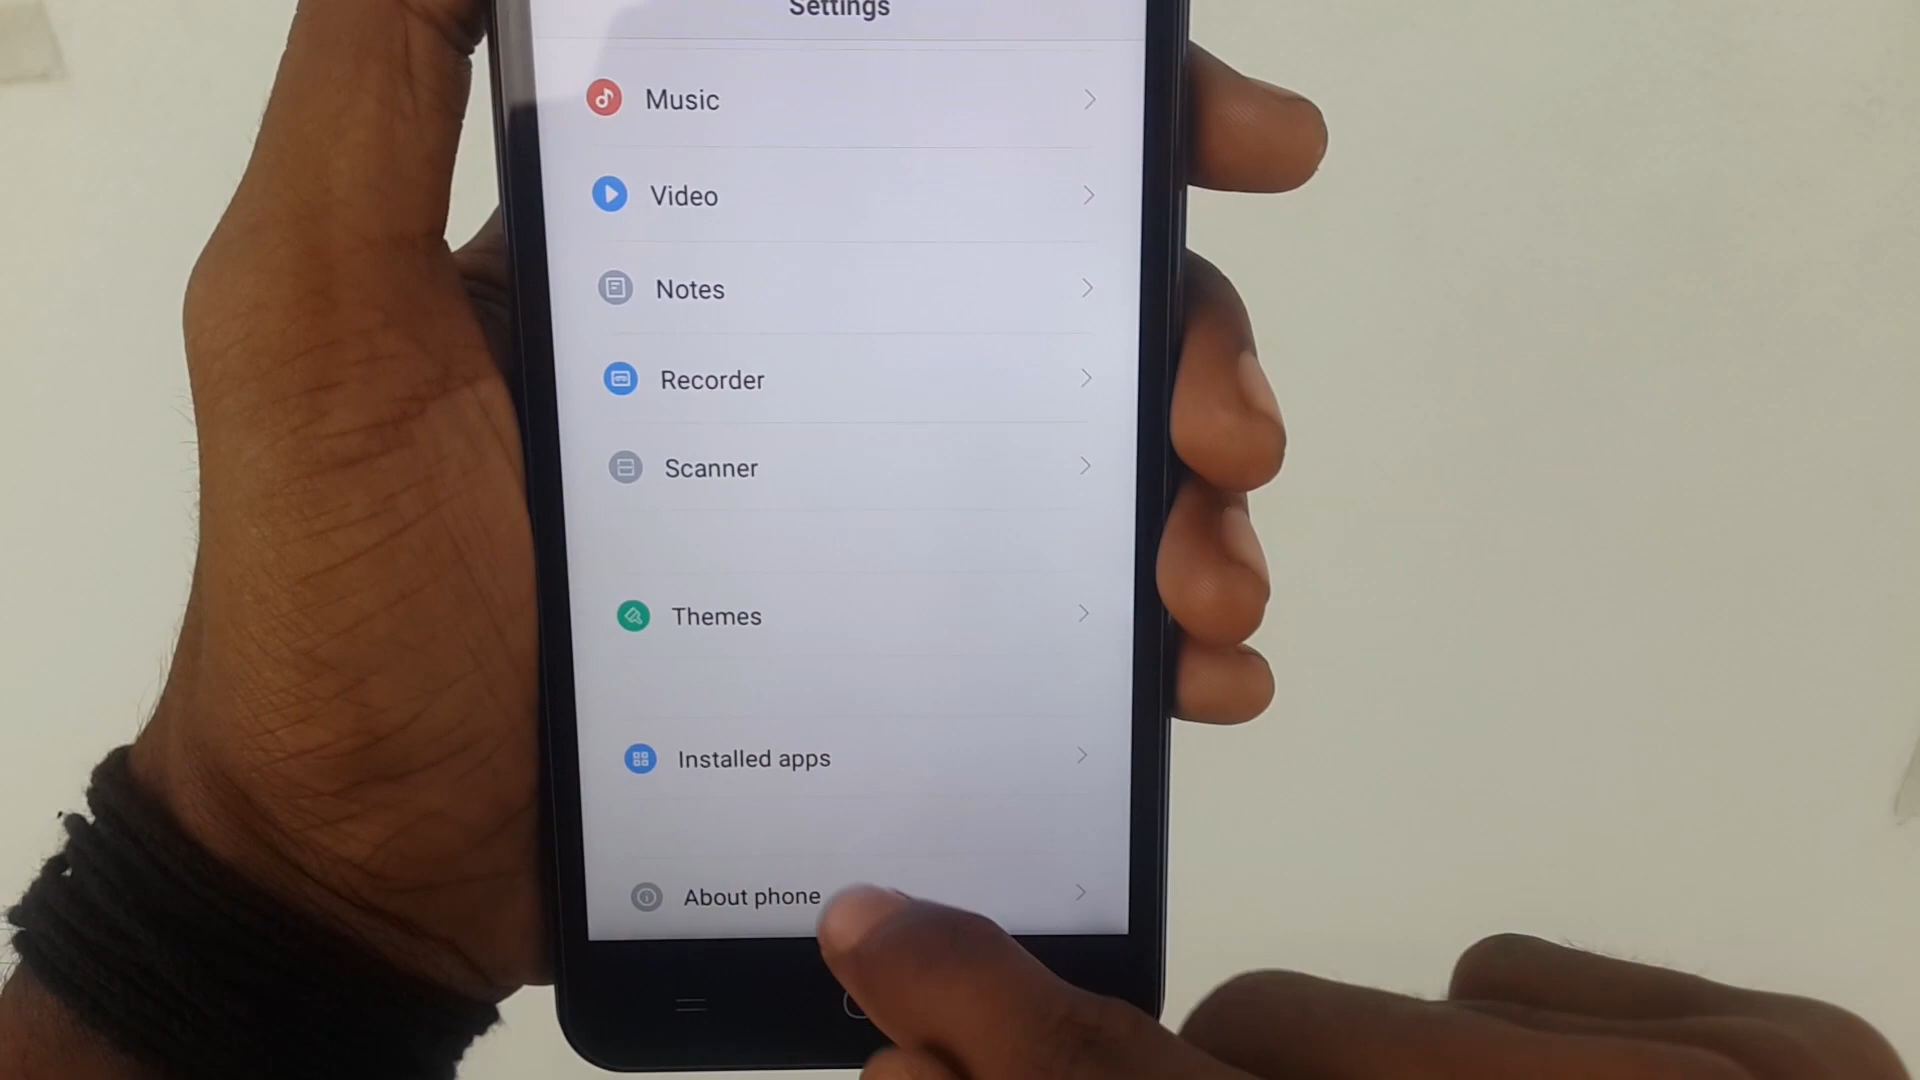 Settings
Music
Video
Notes
Recorder
Scanner
Themes
Installed apps
About phone